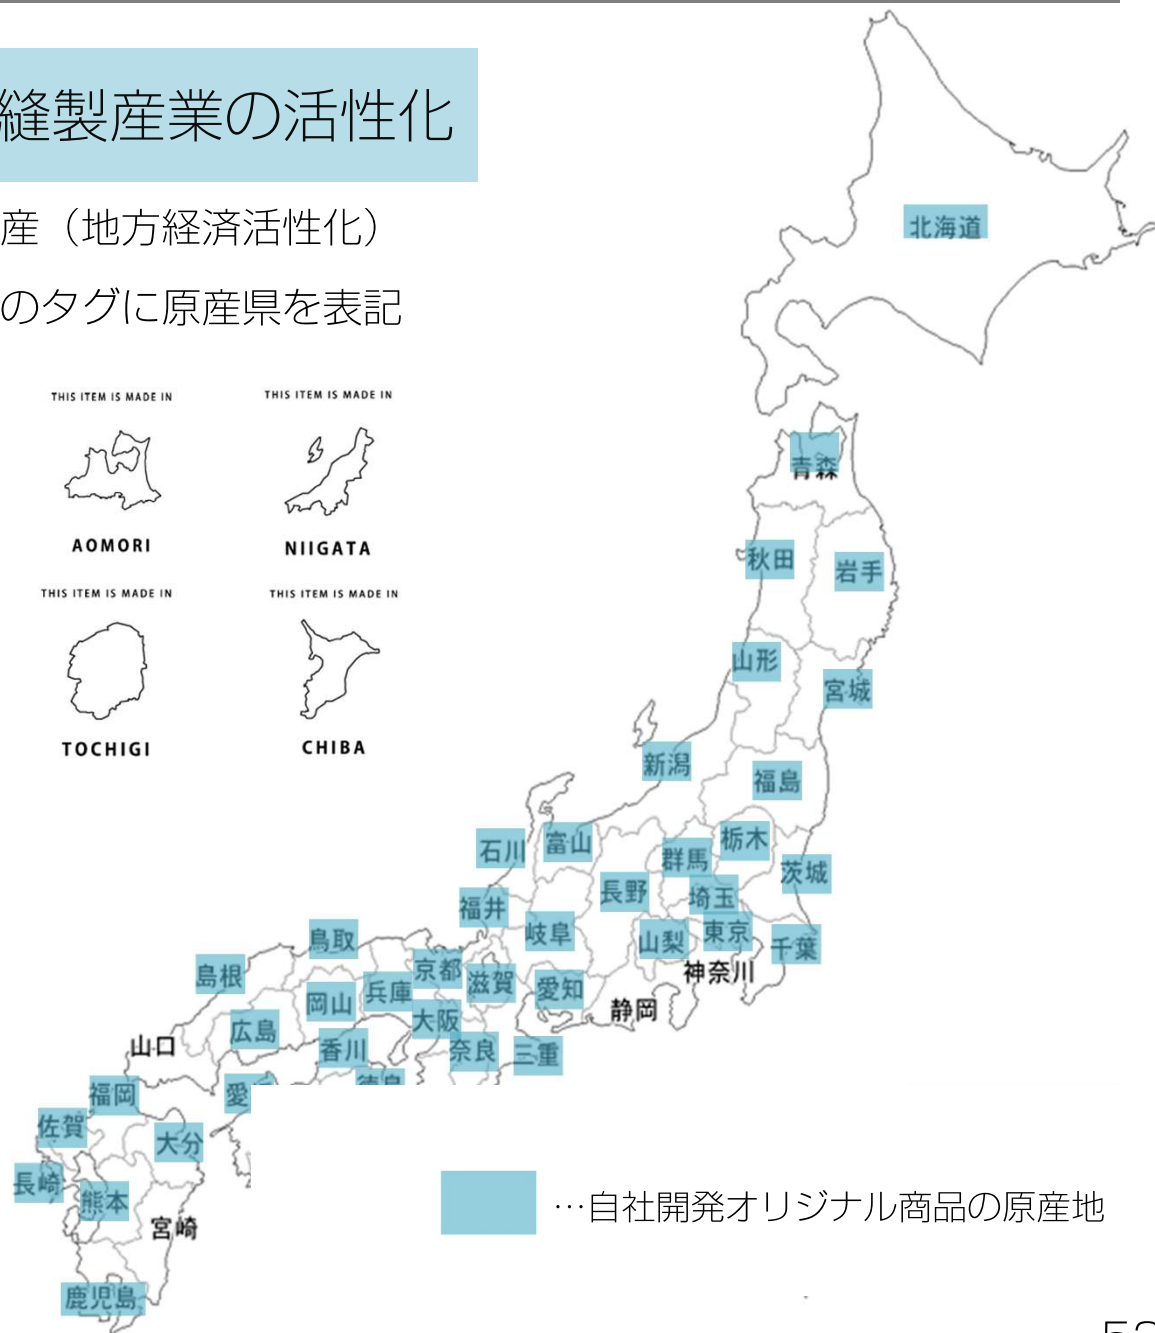 縫製産業の活性化
産（地方経済活性化）
のタグに原産県を表記
THIS ITEM IS MADE IN
AOMORI
THIS ITEM IS MADE IN
NIIGATA
THIS ITEM IS MADE IN
TOCHIGI
THIS ITEM IS MADE IN
CHIBA
北海道
青森
秋田
岩手
山形
宮城
新潟
福島
石川
富山
群馬
栃木
茨城
福井
長野
埼玉
岐阜
山梨
東京
千葉
神奈川
静岡
鳥取
島根
京都
滋賀
愛知
岡山
兵庫
大阪
広島
香川
奈良
三重
山口
徳島
福岡
愛
佐賀
大分
長崎
熊本
宮崎
鹿児島
…自社開発オリジナル商品の原産地